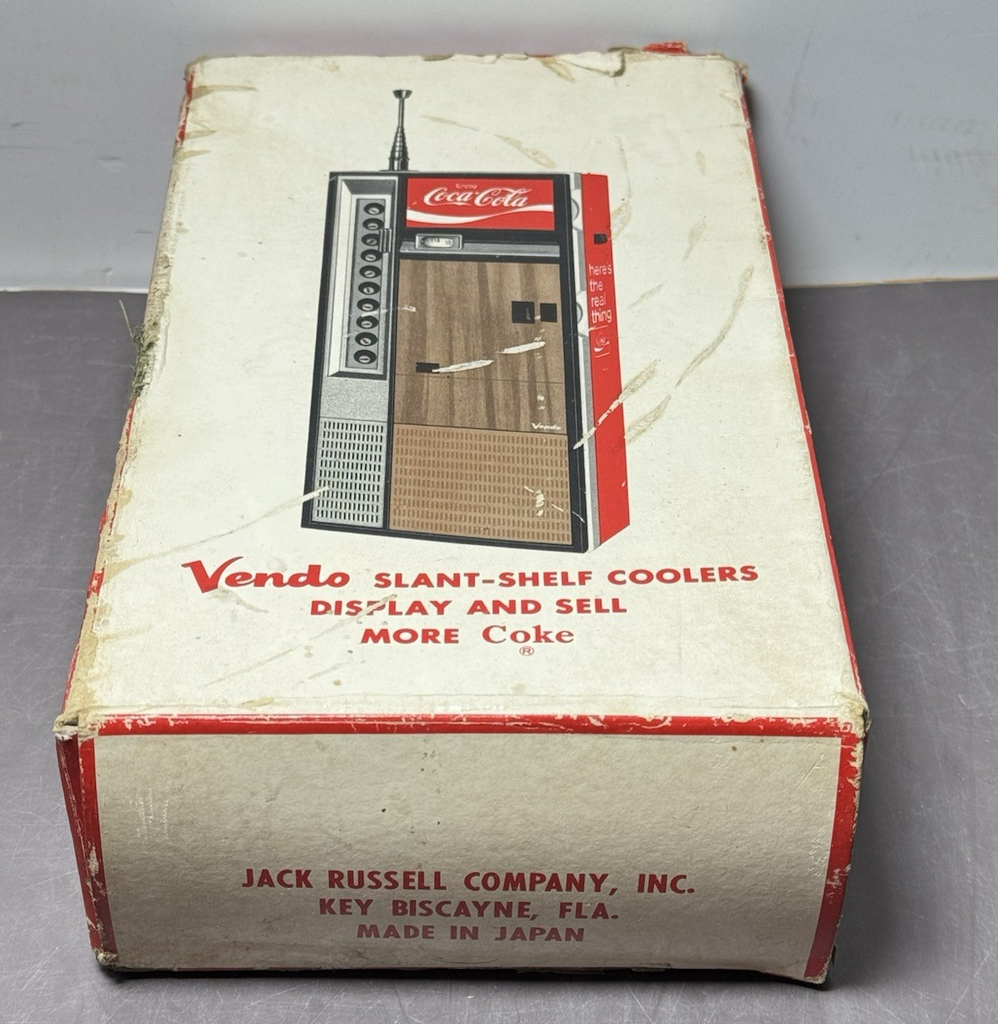 Enjoy
Coca-Cola
here's
the
real
thing
Vendo
Vendo SLANT-SHELF COOLERS
DISPLAY AND SELL
MORE Coke
®
JACK RUSSELL COMPANY, INC.
KEY BISCAYNE, FLA.
MADE IN JAPAN